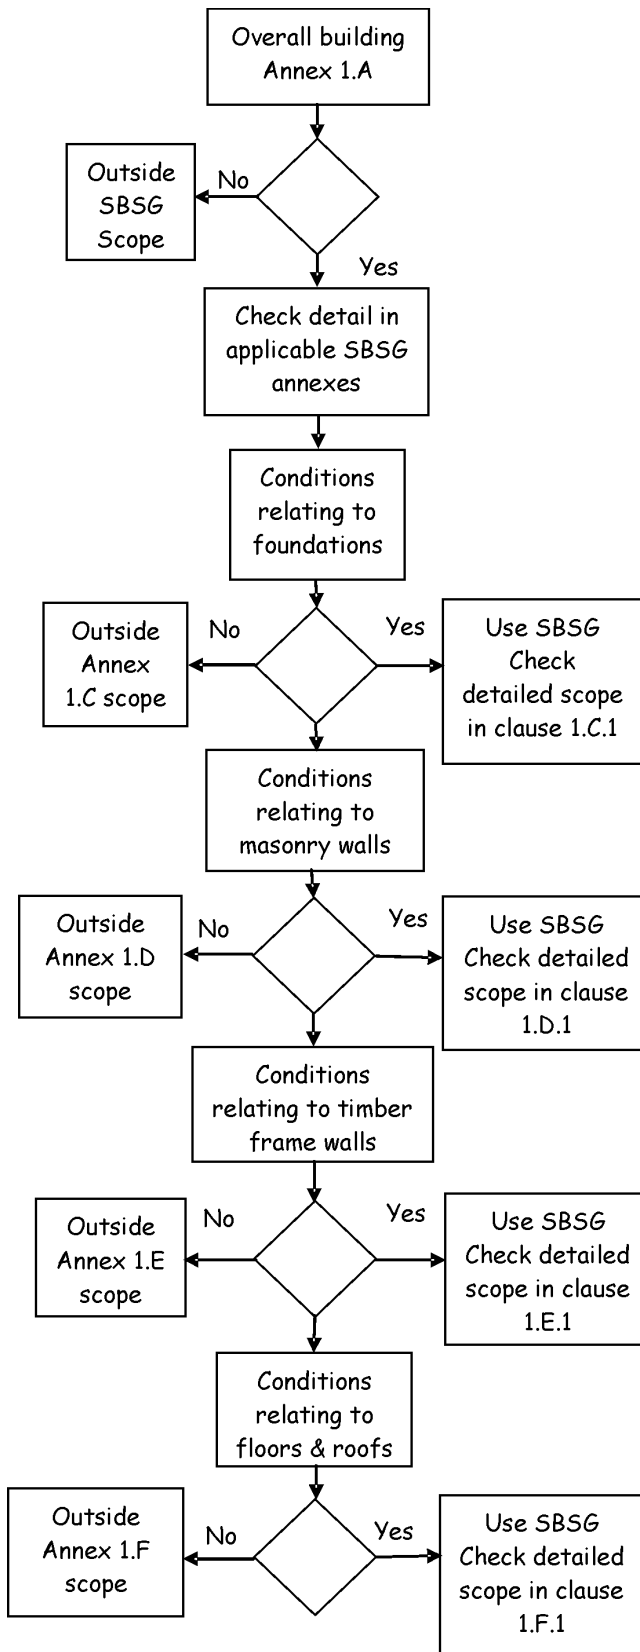 Overall building
Annex 1.A
Outside
SBSG
Scope
No
Yes
Check detail in
applicable SBSG
annexes
Conditions
relating to
foundations
Outside
Annex
1.C scope
No
Yes
Use SBSG
Check
detailed scope
in clause 1.C.1
Conditions
relating to
masonry walls
Outside
Annex 1.D
scope
No
Yes
Use SBSG
Check detailed
scope in clause
1.D.1
Conditions
relating to timber
frame walls
Outside
Annex 1.E
scope
No
Yes
Use SBSG
Check detailed
scope in clause
1.E.1
Conditions
relating to
floors & roofs
Outside
Annex 1.F
scope
No
Yes
Use SBSG
Check detailed
scope in clause
1.F.1